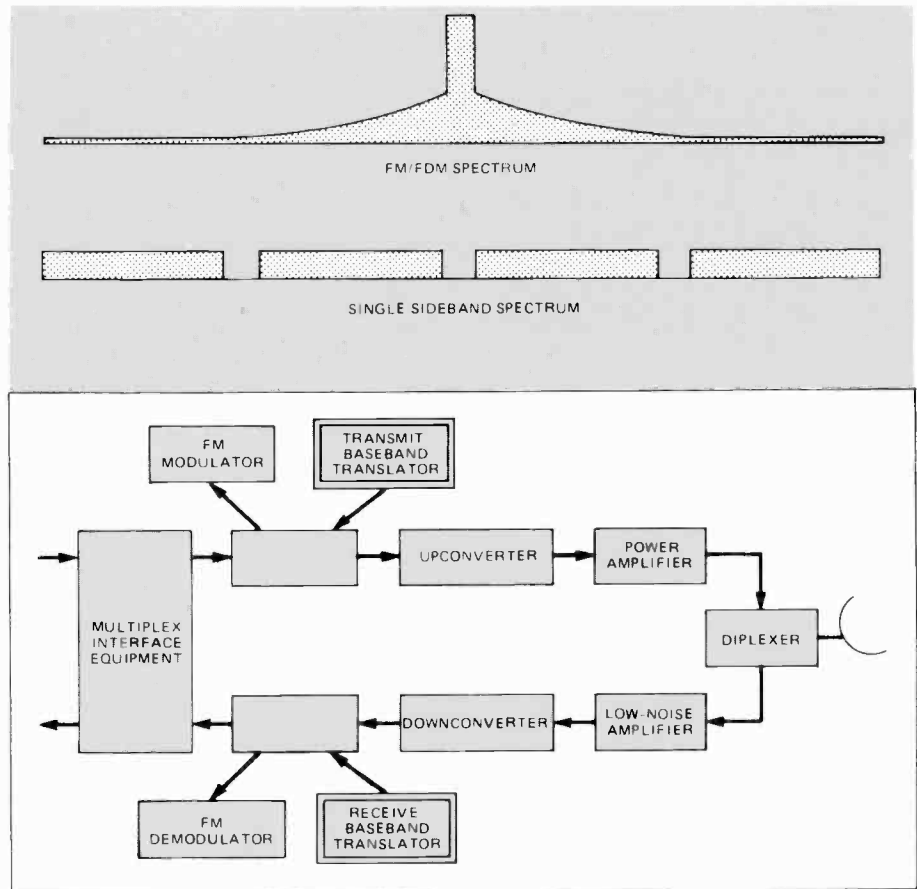 FM/FDM SPECTRUM
SINGLE SIDEBAND SPECTRUM
FM
MODULATOR
TRANSMIT
BASEBAND
TRANSLATOR
MULTIPLEX
INTERFACE
EQUIPMENT
UPCONVERTER
POWER
AMPLIFIER
DIPLEXER
DOWNCONVERTER
LOW-NOISE
AMPLIFIER
FM
DEMODULATOR
RECEIVE
BASEBAND
TRANSLATOR